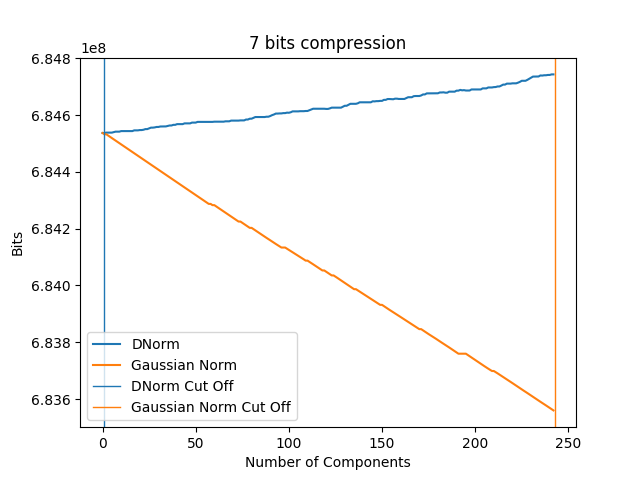 7 bits compression
1e8
6.848
6.846
6.844
6.842
6.840
6.838
6.836
Bits
DNorm
Gaussian Norm
DNorm Cut Off
Gaussian Norm Cut Off
0 50 100 150 200 250
Number of Components